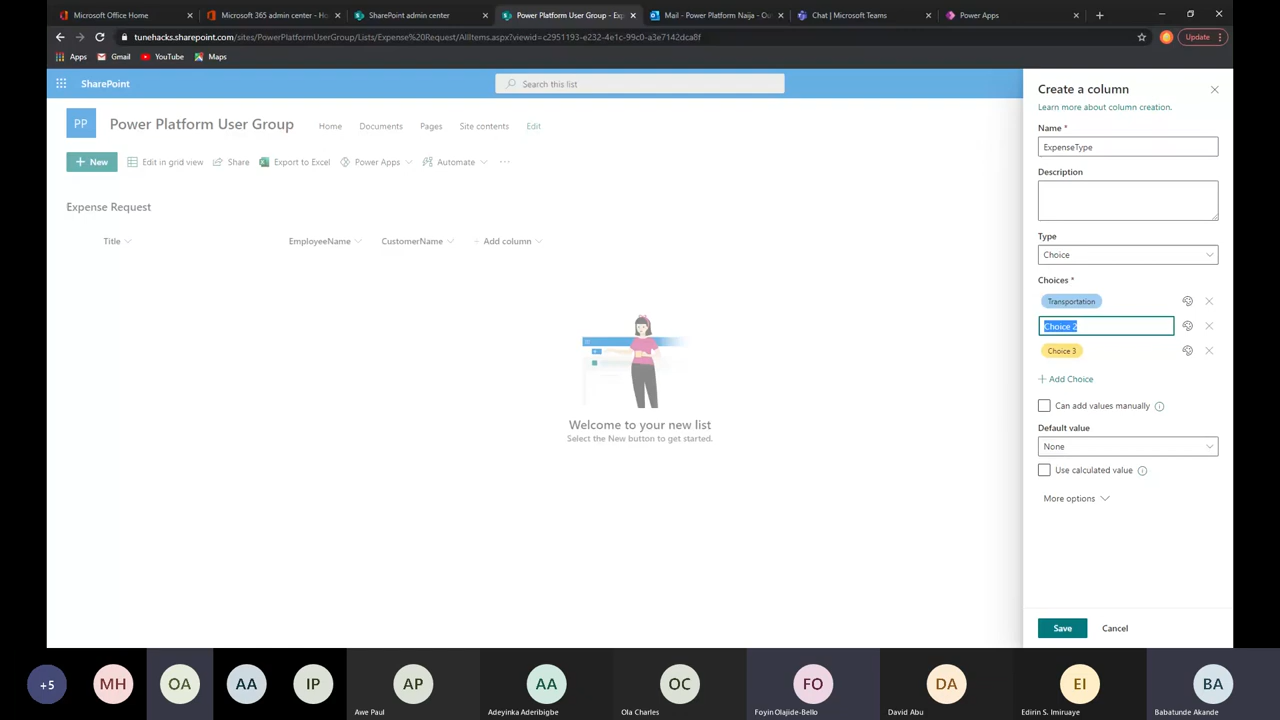 Microsoft Office Home
Microsoft 365 admin center - Ho
SharePoint admin center
Power Platform User Group - Exp
Mail - Power Platform Naija - Ou
Chat | Microsoft Teams
Power Apps
tunehacks.sharepoint.com/sites/PowerPlatformUserGroup/Lists/Expense%20Request/AllItems.aspx?viewid=c2951193-e232-4e1c-99c0-a3e7142dca8f
Update
Apps
Gmail
YouTube
Maps
SharePoint
Search this list
PP
Power Platform User Group
Home
Documents
Pages
Site contents
Edit
New
Edit in grid view
Share
Export to Excel
Power Apps
Automate
Expense Request
Title
EmployeeName
CustomerName
Add column
Welcome to your new list
Select the New button to get started.
Create a column
Learn more about column creation.
Name *
ExpenseType
Description
Type
Choice
Choices *
Transportation
Choice 2
Choice 3
Add Choice
Can add values manually
Default value
None
Use calculated value
More options
Save
Cancel
+5
MH
OA
AA
IP
AP
Awe Paul
AA
Adeyinka Aderibigbe
OC
Ola Charles
FO
Foyin Olajide-Bello
DA
David Abu
EI
Edirin S. Imiruaye
BA
Babatunde Akande